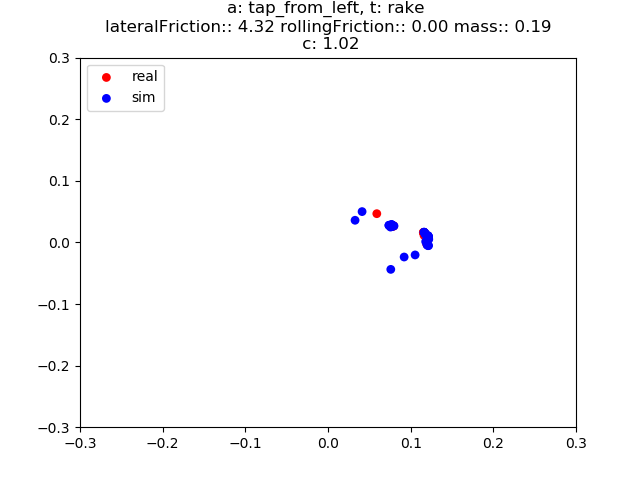 a: tap_from_left, t: rake
lateralFriction:: 4.32 rollingFriction:: 0.00 mass:: 0.19
c: 1.02
real
sim
0.3
0.2
0.1
0.0
−0.1
−0.2
−0.3
−0.3 −0.2 −0.1 0.0 0.1 0.2 0.3